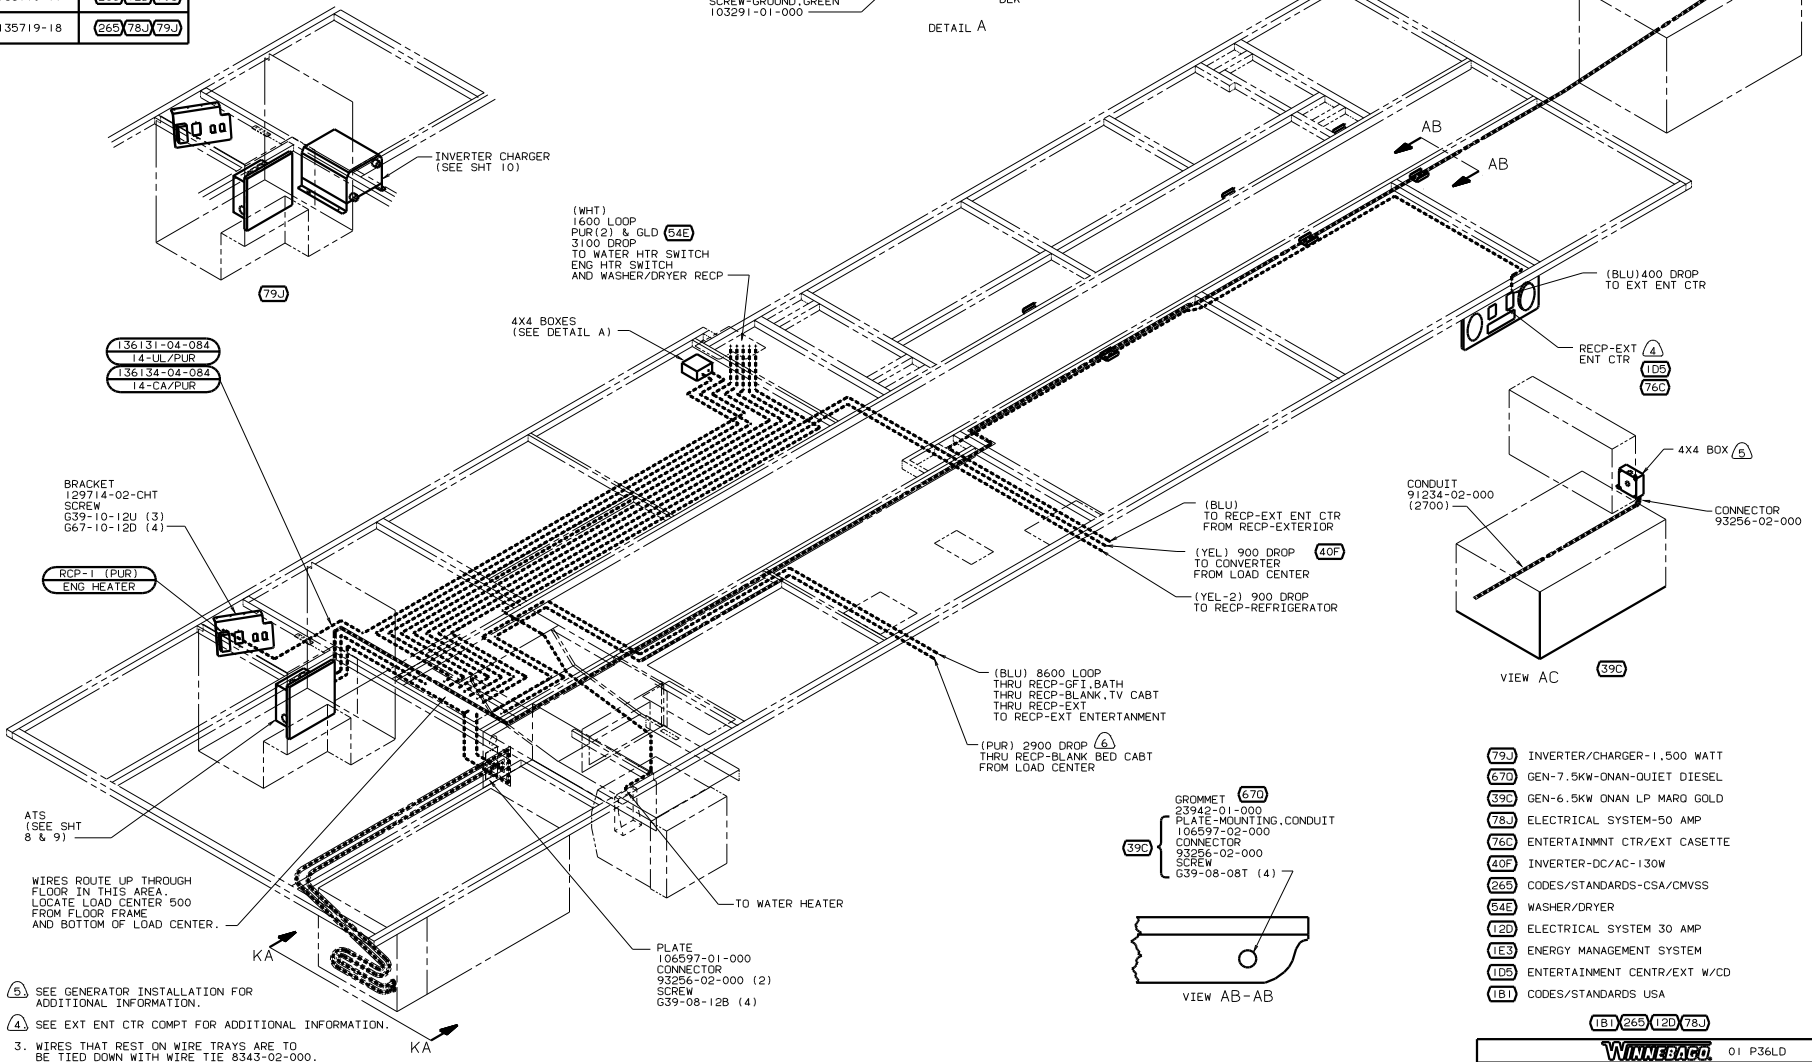 135719-18
265 78J 79J
SCREW-GROUND,GREEN
103291-01-000
DETAIL A
INVERTER CHARGER
(SEE SHT 10)
79J
(WHT)
1600 LOOP
PUR(2) & GLD 54E
3100 DROP
TO WATER HTR SWITCH
ENG HTR SWITCH
AND WASHER/DRYER RECP
4X4 BOXES
(SEE DETAIL A)
136131-04-084
14-UL/PUR
136134-04-084
14-CA/PUR
AB
AB
(BLU)400 DROP
TO EXT ENT CTR
RECP-EXT 4
ENT CTR
1D5
76C
4X4 BOX 5
CONDUIT
91234-02-000
(2700)
CONNECTOR
93256-02-000
VIEW AC
39C
BRACKET
129714-02-CHT
SCREW
G39-10-12U (3)
G67-10-12D (4)
RCP-1 (PUR)
ENG HEATER
(BLU)
TO RECP-EXT ENT CTR
FROM RECP-EXTERIOR
(YEL) 900 DROP 40F
TO CONVERTER
FROM LOAD CENTER
(YEL-2) 900 DROP
TO RECP-REFRIGERATOR
(BLU) 8600 LOOP
THRU RECP-GFI,BATH
THRU RECP-BLANK,TV CABT
THRU RECP-EXT
TO RECP-EXT ENTERTANMENT
(PUR) 2900 DROP 6
THRU RECP-BLANK BED CABT
FROM LOAD CENTER
ATS
(SEE SHT
8 & 9)
WIRES ROUTE UP THROUGH
FLOOR IN THIS AREA.
LOCATE LOAD CENTER 500
FROM FLOOR FRAME
AND BOTTOM OF LOAD CENTER.
TO WATER HEATER
PLATE
106597-01-000
CONNECTOR
93256-02-000 (2)
SCREW
G39-08-12B (4)
KA
KA
GROMMET 67Q
23942-01-000
39C
PLATE-MOUNTING,CONDUIT
106597-02-000
CONNECTOR
93256-02-000
SCREW
G39-08-08T (4)
VIEW AB-AB
79J INVERTER/CHARGER-1,500 WATT
67Q GEN-7.5KW-ONAN-QUIET DIESEL
39C GEN-6.5KW ONAN LP MARQ GOLD
78J ELECTRICAL SYSTEM-50 AMP
76C ENTERTAINMNT CTR/EXT CASETTE
40F INVERTER-DC/AC-130W
265 CODES/STANDARDS-CSA/CMVSS
54E WASHER/DRYER
12D ELECTRICAL SYSTEM 30 AMP
1E3 ENERGY MANAGEMENT SYSTEM
1D5 ENTERTAINMENT CENTR/EXT W/CD
1B1 CODES/STANDARDS USA
1B1 265 12D 78J
WINNEBAGO 01 P36LD
5. SEE GENERATOR INSTALLATION FOR
ADDITIONAL INFORMATION.
4. SEE EXT ENT CTR COMPT FOR ADDITIONAL INFORMATION.
3. WIRES THAT REST ON WIRE TRAYS ARE TO
BE TIED DOWN WITH WIRE TIE 8343-02-000.